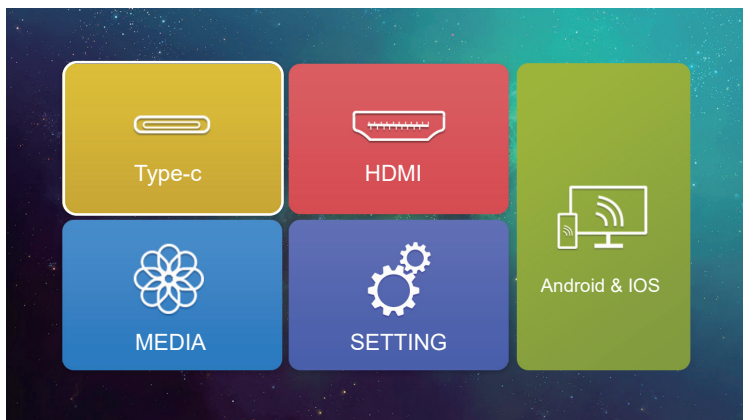 Type-c
HDMI
Android & IOS
MEDIA
SETTING